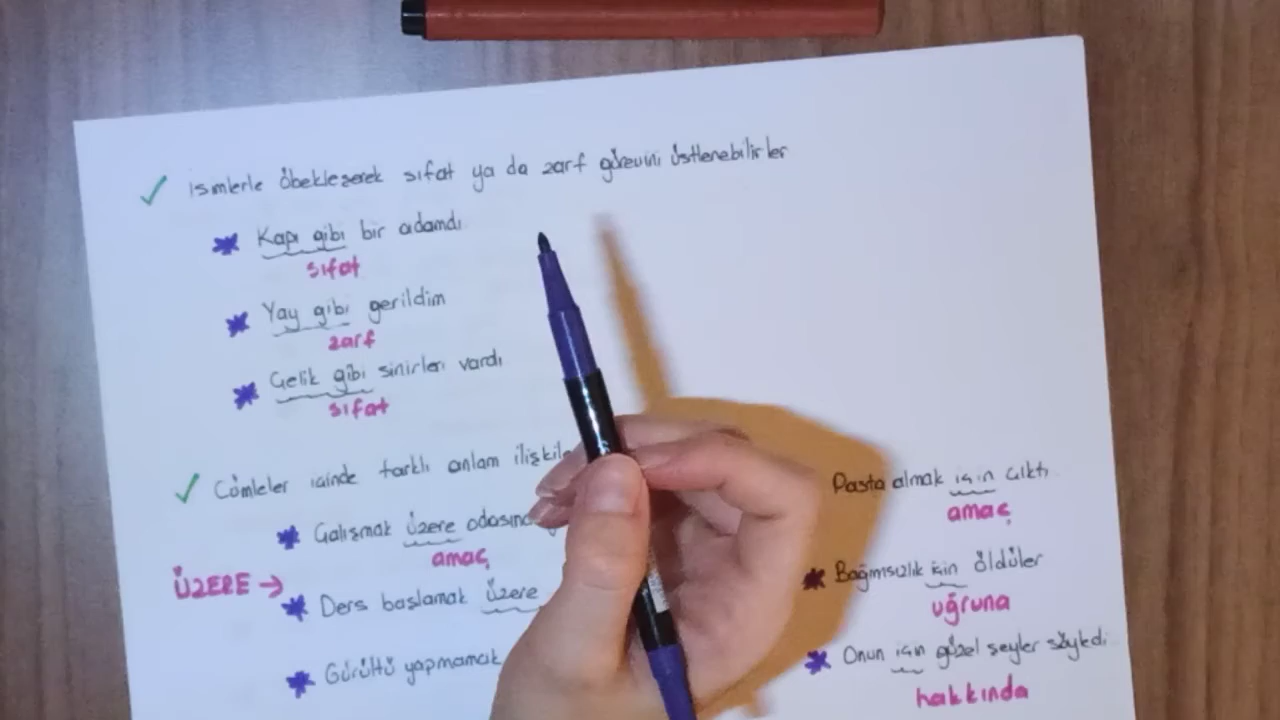 İsimlerle öbekleşerek sıfat ya da zarf görevini üstlenebilirler
Kapı gibi bir adamdı
sıfat
Yay gibi gerildim
zarf
Çelik gibi sinirleri vardı
sıfat
Cümleler içinde farklı anlam
Çalışmak üzere
amaç
ÜZERE →
Ders başlamak üzere
Gürültü yapmamak
Pasta almak için çıktı
amaç
Bağımsızlık için öldüler
uğruna
Onun için güzel şeyler söyledi
hakkında